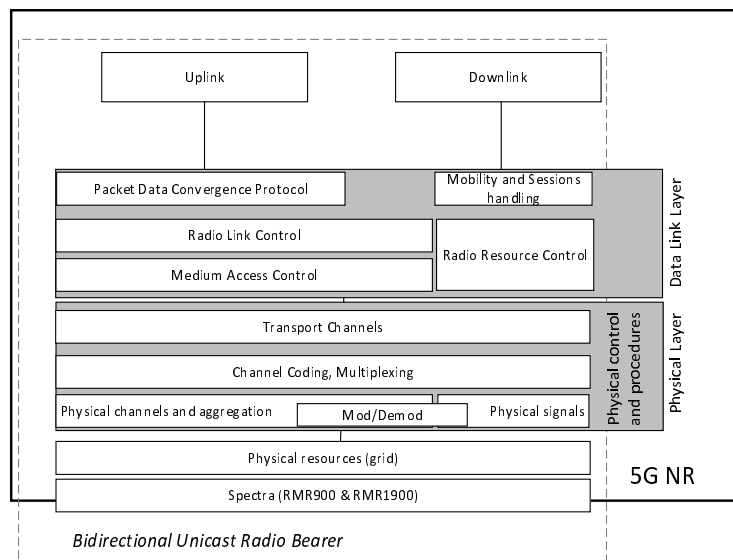 Uplink
Downlink
Packet Data Convergence Protocol
Mobility and Sessions
handling
Radio Link Control
Radio Resource Control
Medium Access Control
Data Link Layer
Transport Channels
Channel Coding, Multiplexing
Physical channels and aggregation
Mod/Demod
Physical signals
Physical control
and procedures
Physical Layer
Physical resources (grid)
5G NR
Spectra (RMR900 & RMR1900)
Bidirectional Unicast Radio Bearer